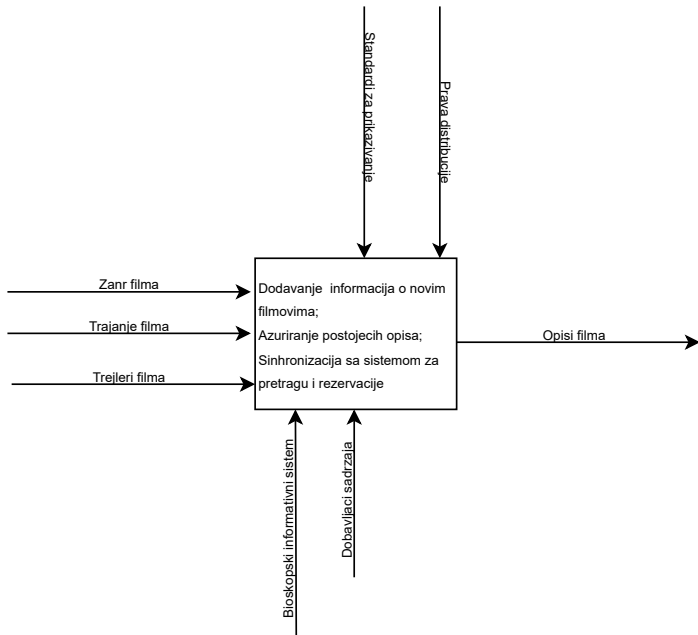 Standardi za prikazivanje
Prava distribucije
Zanr filma
Trajanje filma
Trejleri filma
Dodavanje informacija o novim
filmovima;
Azuriranje postojecih opisa;
Sinhronizacija sa sistemom za
pretragu i rezervacije
Opisi filma
Bioskopski informativni sistem
Dobavljaci sadrzaja